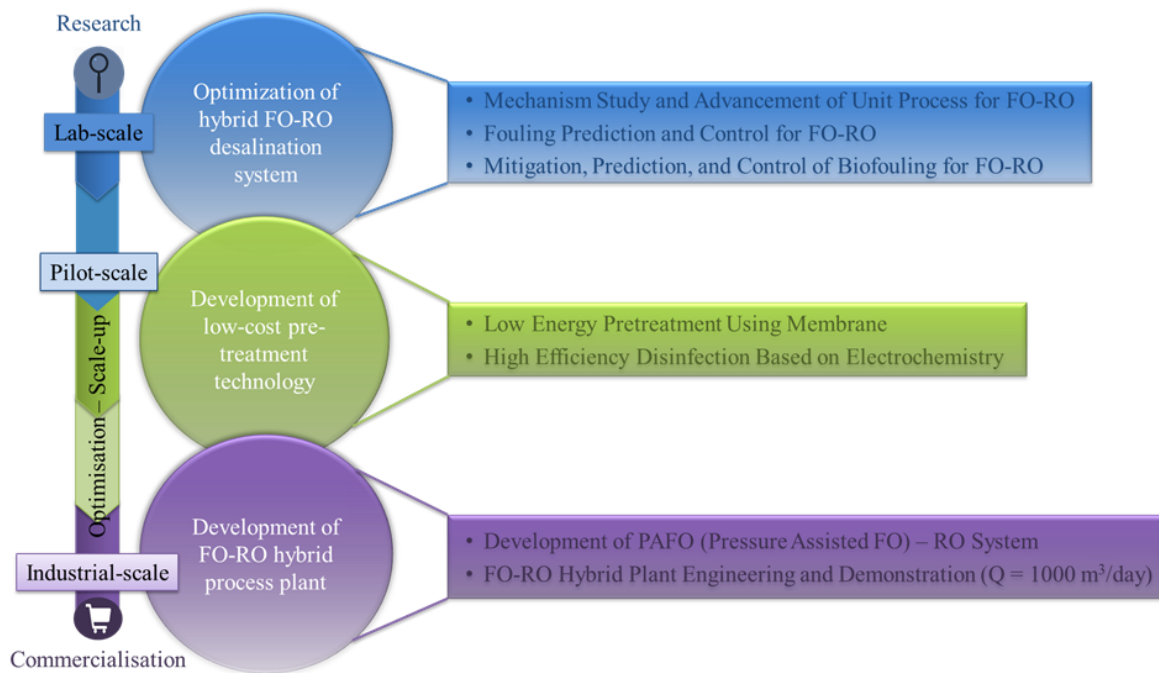 Research
Lab-scale
Pilot-scale
Optimisation – Scale-up
Industrial-scale
Commercialisation
Optimization of
hybrid FO-RO
desalination
system
• Mechanism Study and Advancement of Unit Process for FO-RO
• Fouling Prediction and Control for FO-RO
• Mitigation, Prediction, and Control of Biofouling for FO-RO
Development of
low-cost pre-
treatment
technology
• Low Energy Pretreatment Using Membrane
• High Efficiency Disinfection Based on Electrochemistry
Development of
FO-RO hybrid
process plant
• Development of PAFO (Pressure Assisted FO) – RO System
• FO-RO Hybrid Plant Engineering and Demonstration (Q = 1000 m³/day)